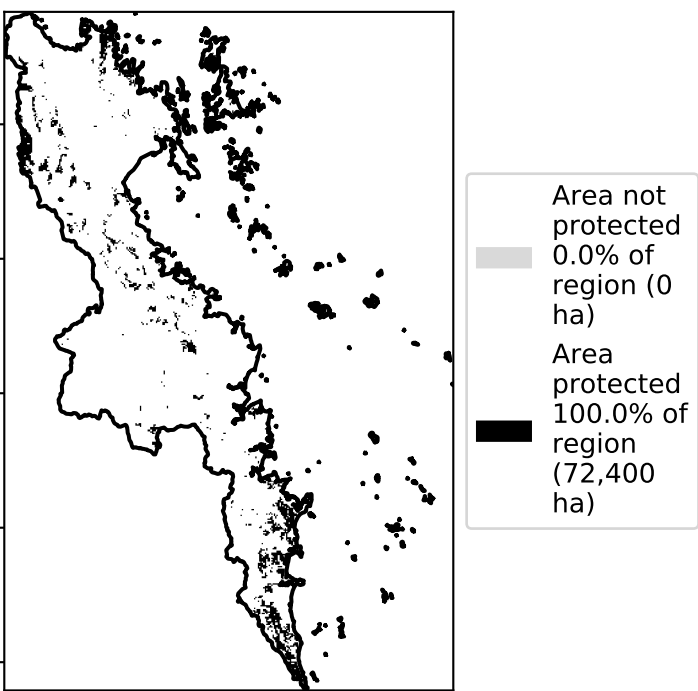 Area not
protected
0.0% of
region (0
ha)
Area
protected
100.0% of
region
(72,400
ha)